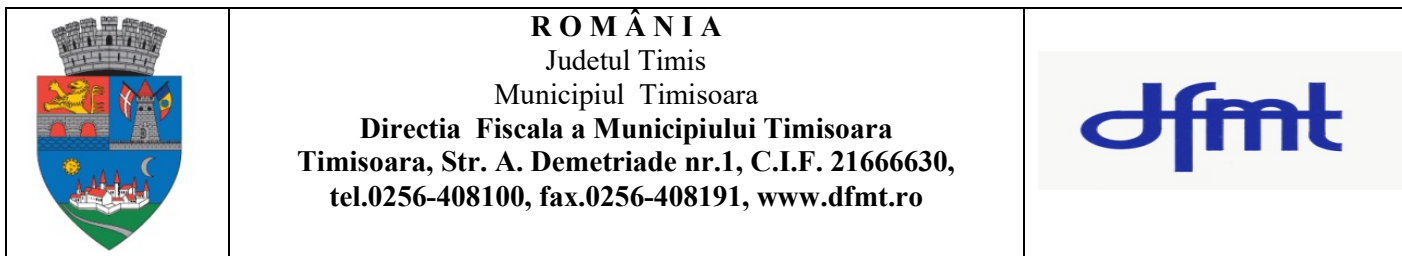 R O M Â N I A
Judetul Timis
Municipiul Timisoara
Directia Fiscala a Municipiului Timisoara
Timisoara, Str. A. Demetriade nr.1, C.I.F. 21666630,
tel.0256-408100, fax.0256-408191, www.dfmt.ro
dfmt